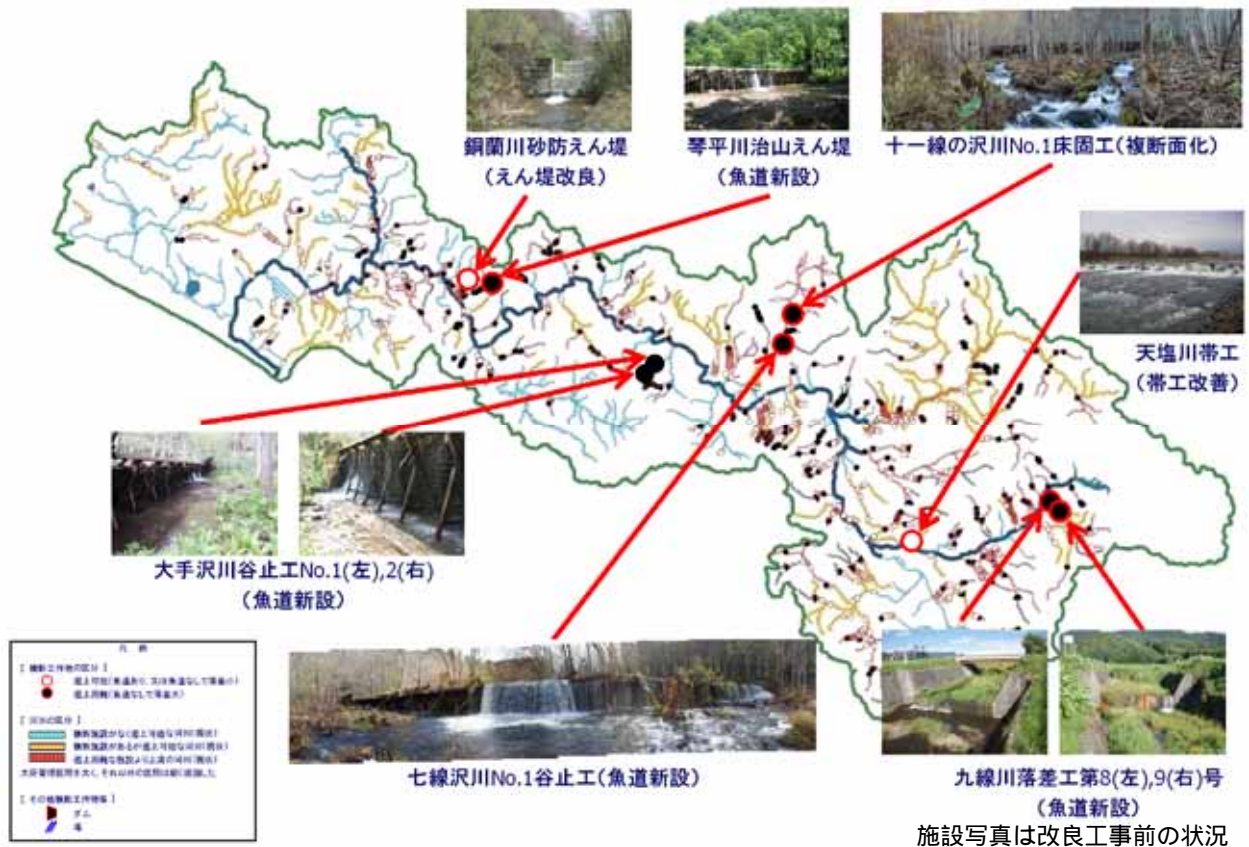 銅蘭川砂防えん堤
(えん堤改良)
琴平川治山えん堤
(魚道新設)
十一線の沢川No.1床固工(複断面化)
天塩川帯工
(帯工改善)
大手沢川谷止工No.1(左),2(右)
(魚道新設)
七線沢川No.1谷止工(魚道新設)
九線川落差工第8(左),9(右)号
(魚道新設)
施設写真は改良工事前の状況
凡 例
ダム